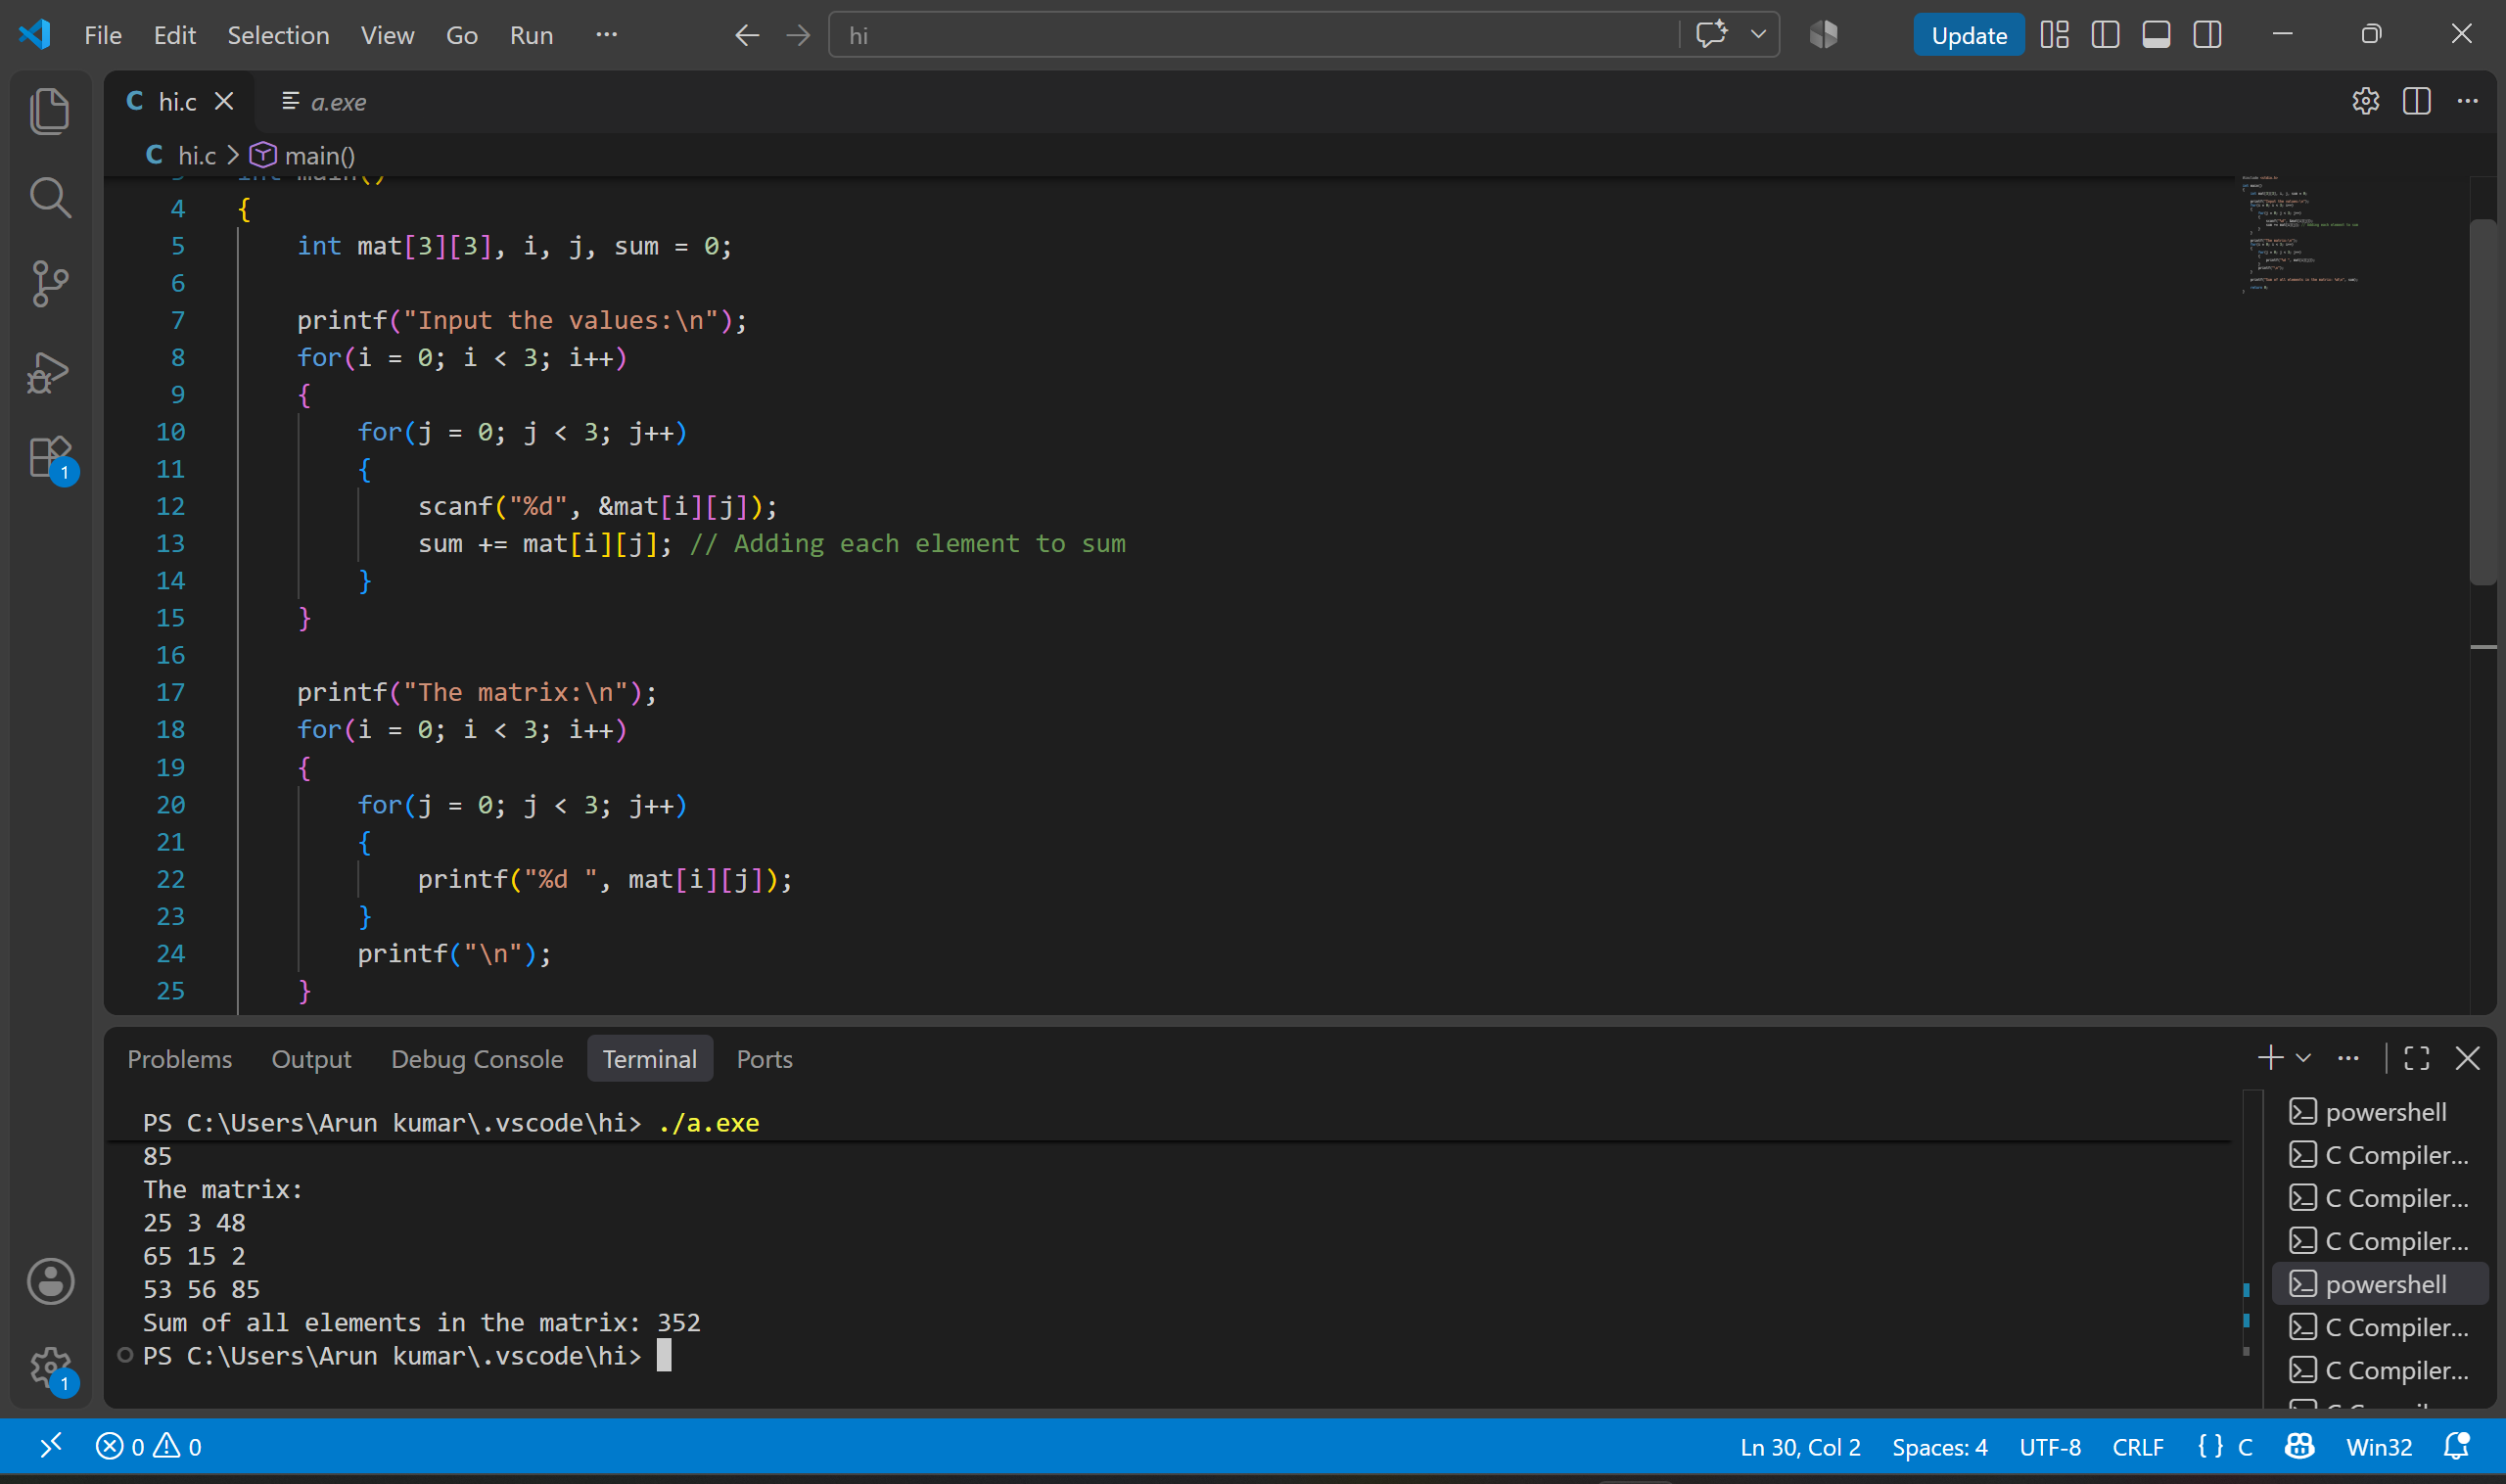 File Edit Selection View Go Run ··· hi Update
hi.c a.exe
hi.c > main()
int main()
4 {
5 int mat[3][3], i, j, sum = 0;
6
7 printf("Input the values:\n");
8 for(i = 0; i < 3; i++)
9 {
10 for(j = 0; j < 3; j++)
11 {
12 scanf("%d", &mat[i][j]);
13 sum += mat[i][j]; // Adding each element to sum
14 }
15 }
16
17 printf("The matrix:\n");
18 for(i = 0; i < 3; i++)
19 {
20 for(j = 0; j < 3; j++)
21 {
22 printf("%d ", mat[i][j]);
23 }
24 printf("\n");
25 }
1
Problems Output Debug Console Terminal Ports
PS C:\Users\Arun kumar\.vscode\hi> ./a.exe
85
The matrix:
25 3 48
65 15 2
53 56 85
Sum of all elements in the matrix: 352
PS C:\Users\Arun kumar\.vscode\hi>
powershell
C Compiler...
C Compiler...
C Compiler...
powershell
C Compiler...
C Compiler...
1
0 0 Ln 30, Col 2 Spaces: 4 UTF-8 CRLF {} C Win32